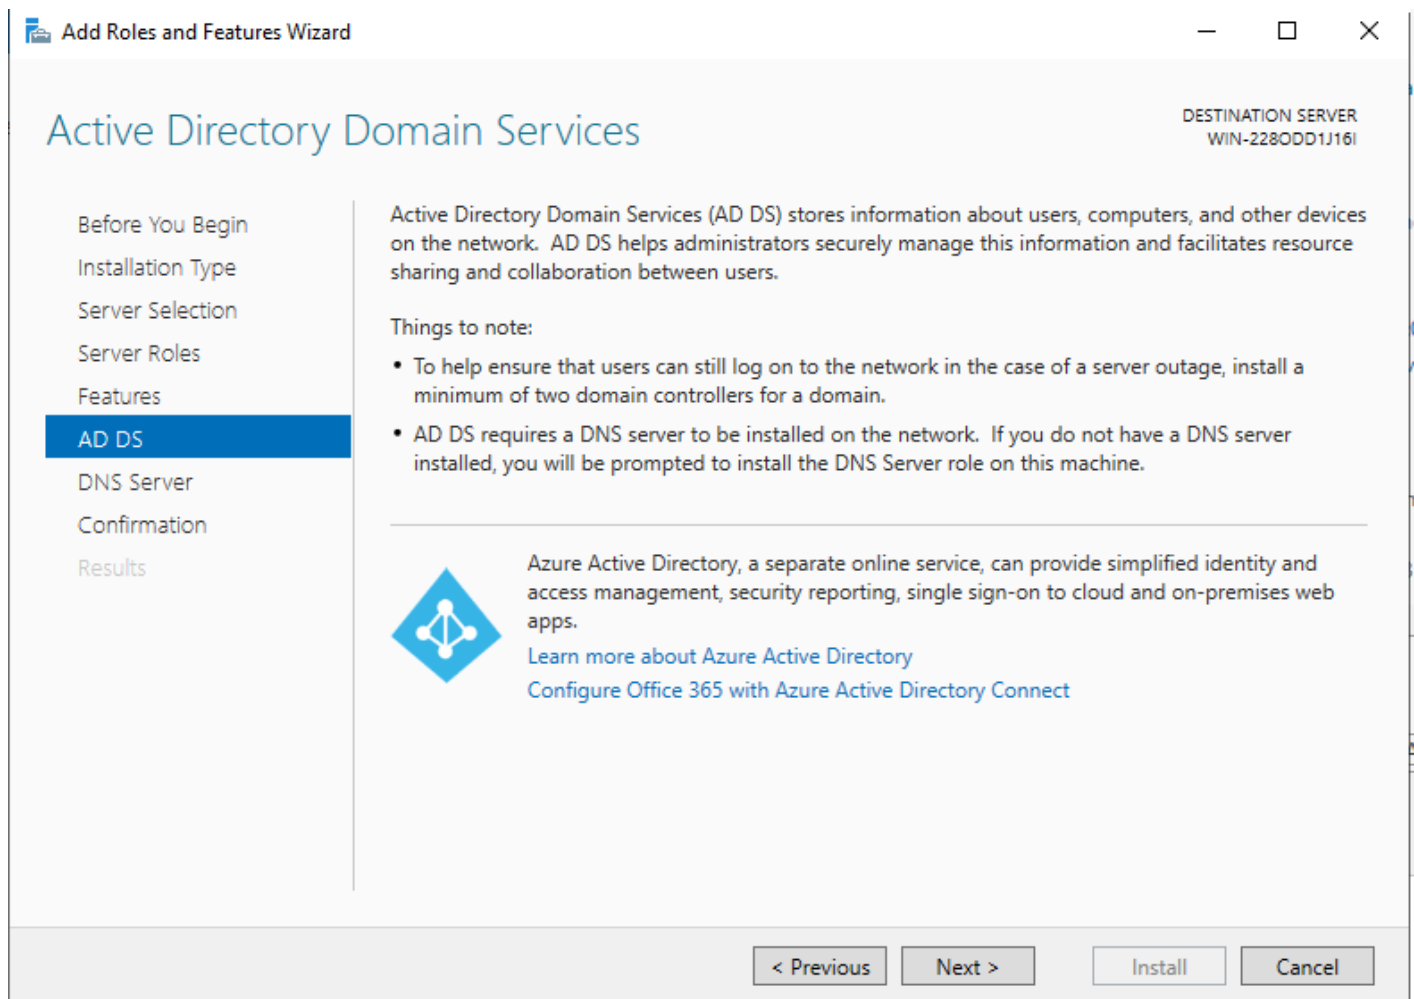 Add Roles and Features Wizard
Active Directory Domain Services
DESTINATION SERVER
WIN-228ODD1J16I
Before You Begin
Installation Type
Server Selection
Server Roles
Features
AD DS
DNS Server
Confirmation
Results
Active Directory Domain Services (AD DS) stores information about users, computers, and other devices
on the network.  AD DS helps administrators securely manage this information and facilitates resource
sharing and collaboration between users.
Things to note:
• To help ensure that users can still log on to the network in the case of a server outage, install a
minimum of two domain controllers for a domain.
• AD DS requires a DNS server to be installed on the network.  If you do not have a DNS server
installed, you will be prompted to install the DNS Server role on this machine.
Azure Active Directory, a separate online service, can provide simplified identity and
access management, security reporting, single sign-on to cloud and on-premises web
apps.
Learn more about Azure Active Directory
Configure Office 365 with Azure Active Directory Connect
< Previous
Next >
Install
Cancel